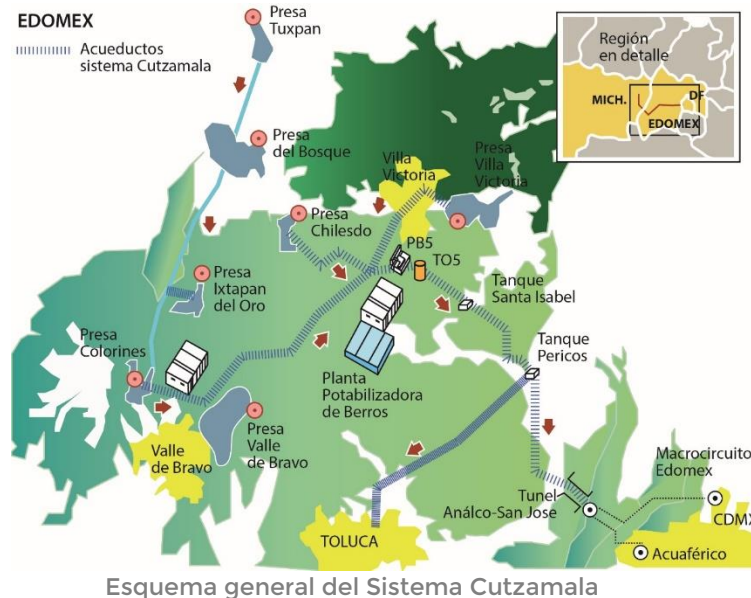 EDOMEX
Acueductos
sistema Cutzamala
Presa
Tuxpan
Región
en detalle
MICH.
DF
EDOMEX
Presa
del Bosque
Villa
Victoria
Presa
Villa
Victoria
Presa
Chilesdo
PB5
TO5
Presa
Ixtapan
del Oro
Tanque
Santa Isabel
Presa
Colorines
Tanque
Pericos
Planta
Potabilizadora
de Berros
Presa
Valle
de Bravo
Valle
de Bravo
Macrocircuito
Edomex
Tunel
Análco-San Jose
CDMX
TOLUCA
Acuaférico
Esquema general del Sistema Cutzamala